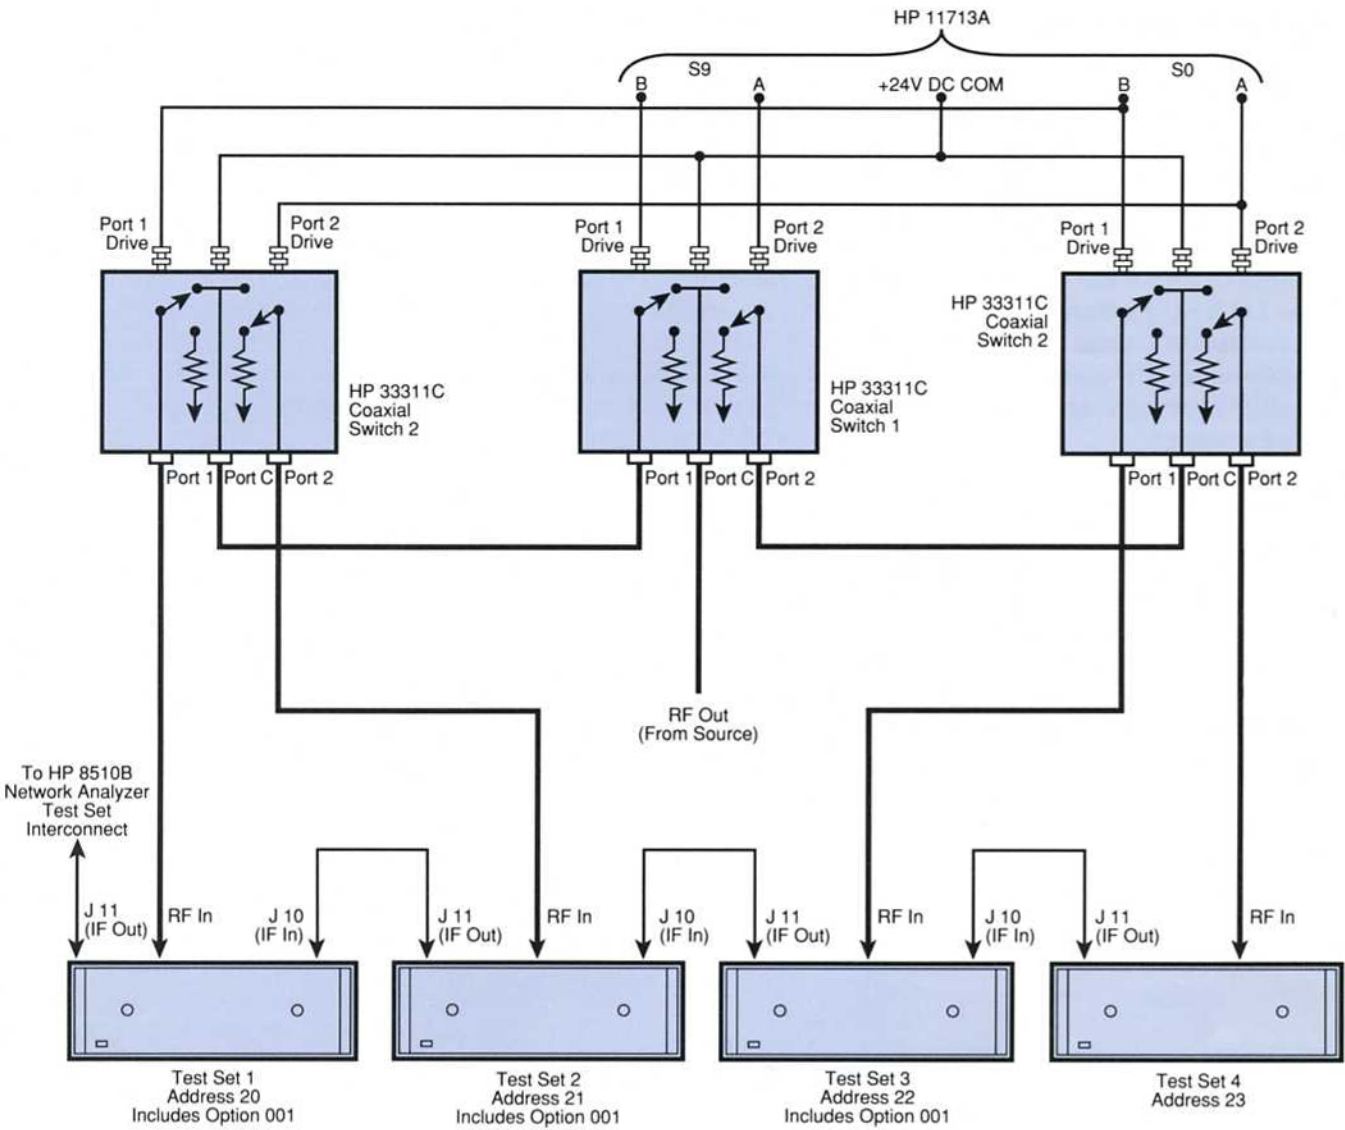 HP 11713A
S9
S0
B
A
+24V DC COM
B
A
Port 1
Drive
Port 2
Drive
Port 1
Drive
Port 2
Drive
Port 1
Drive
Port 2
Drive
HP 33311C
Coaxial
Switch 2
HP 33311C
Coaxial
Switch 1
HP 33311C
Coaxial
Switch 2
Port 1
Port C
Port 2
Port 1
Port C
Port 2
Port 1
Port C
Port 2
RF Out
(From Source)
To HP 8510B
Network Analyzer
Test Set
Interconnect
J 11
(IF Out)
RF In
J 10
(IF In)
J 11
(IF Out)
RF In
J 10
(IF In)
J 11
(IF Out)
RF In
J 10
(IF In)
J 11
(IF Out)
RF In
Test Set 1
Address 20
Includes Option 001
Test Set 2
Address 21
Includes Option 001
Test Set 3
Address 22
Includes Option 001
Test Set 4
Address 23